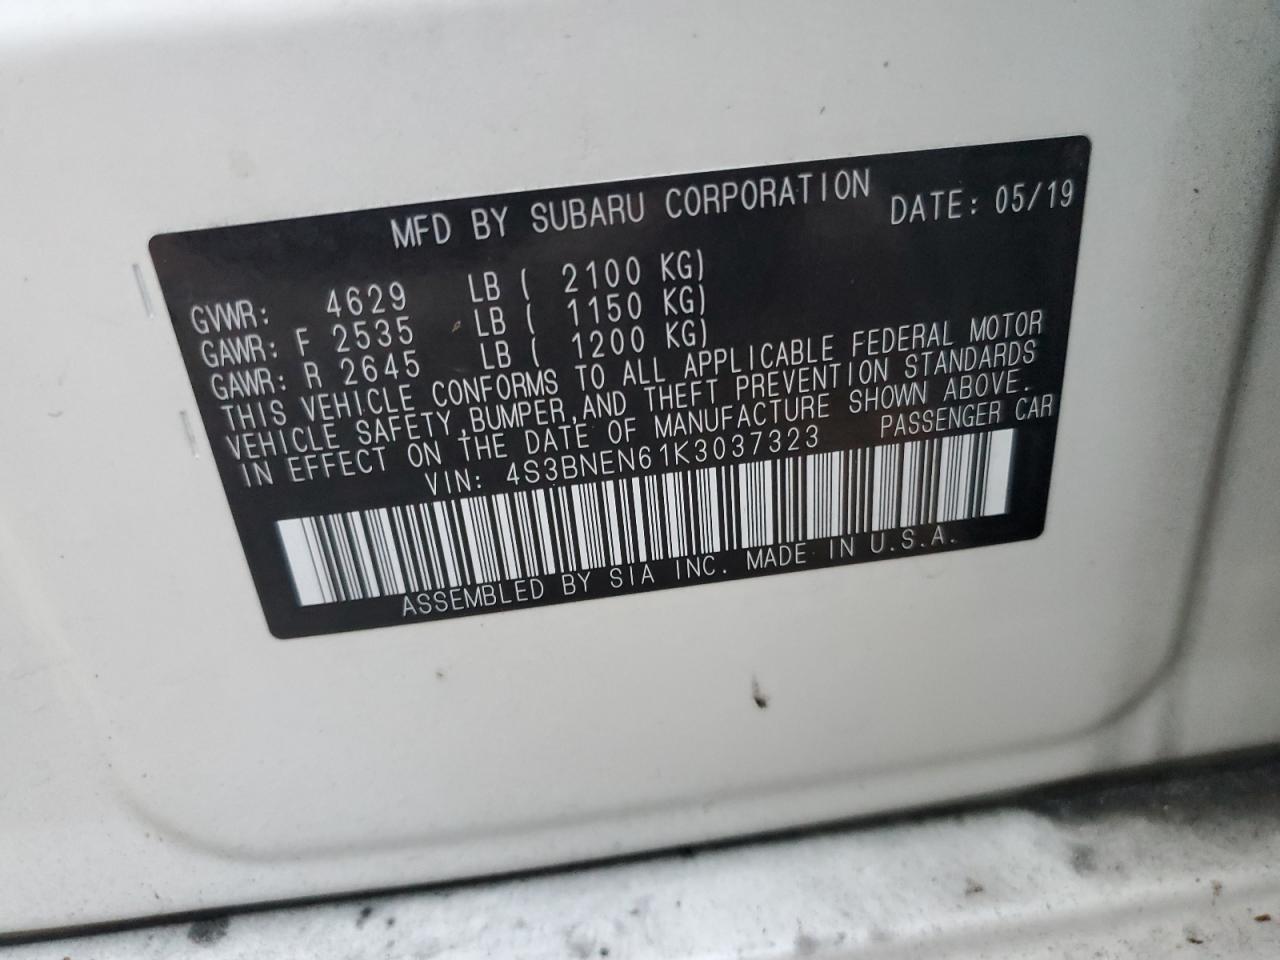 MFD BY SUBARU CORPORATION DATE: 05/19
GVWR: 4629 LB ( 2100 KG)
GAWR: F 2535 LB ( 1150 KG)
GAWR: R 2645 LB ( 1200 KG)
THIS VEHICLE CONFORMS TO ALL APPLICABLE FEDERAL MOTOR
VEHICLE SAFETY,BUMPER,AND THEFT PREVENTION STANDARDS
IN EFFECT ON THE DATE OF MANUFACTURE SHOWN ABOVE.
VIN: 4S3BNEN61K3037323 PASSENGER CAR
ASSEMBLED BY SIA INC. MADE IN U.S.A.